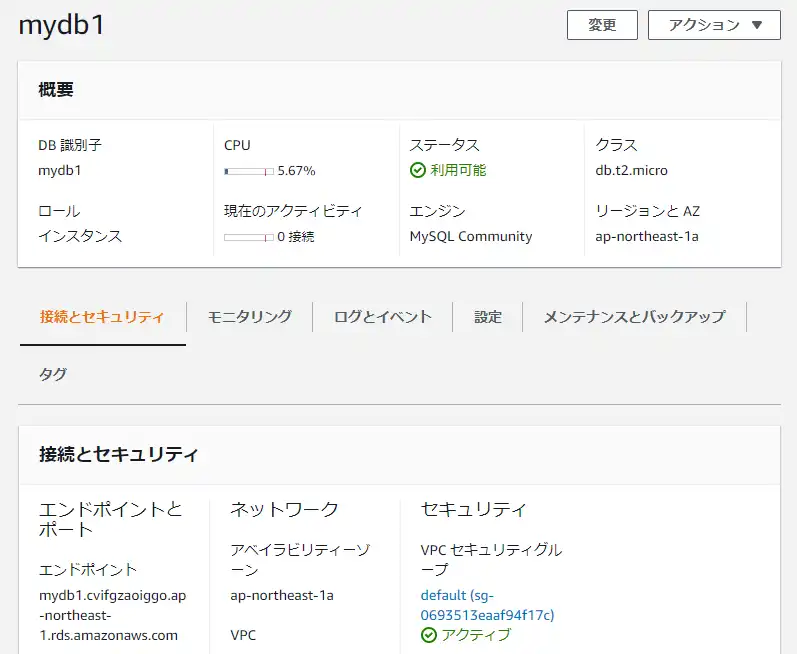 mydb1
変更
アクション ▼
概要
DB 識別子
mydb1
CPU
5.67%
ステータス
利用可能
クラス
db.t2.micro
ロール
インスタンス
現在のアクティビティ
0 接続
エンジン
MySQL Community
リージョンと AZ
ap-northeast-1a
接続とセキュリティ
モニタリング
ログとイベント
設定
メンテナンスとバックアップ
タグ
接続とセキュリティ
エンドポイントと
ポート
エンドポイント
mydb1.cvifgzaoiggo.ap
-northeast-
1.rds.amazonaws.com
ネットワーク
アベイラビリティーゾ
ーン
ap-northeast-1a
VPC
セキュリティ
VPC セキュリティグル
ープ
default (sg-
0693513eaaf94f17c)
アクティブ